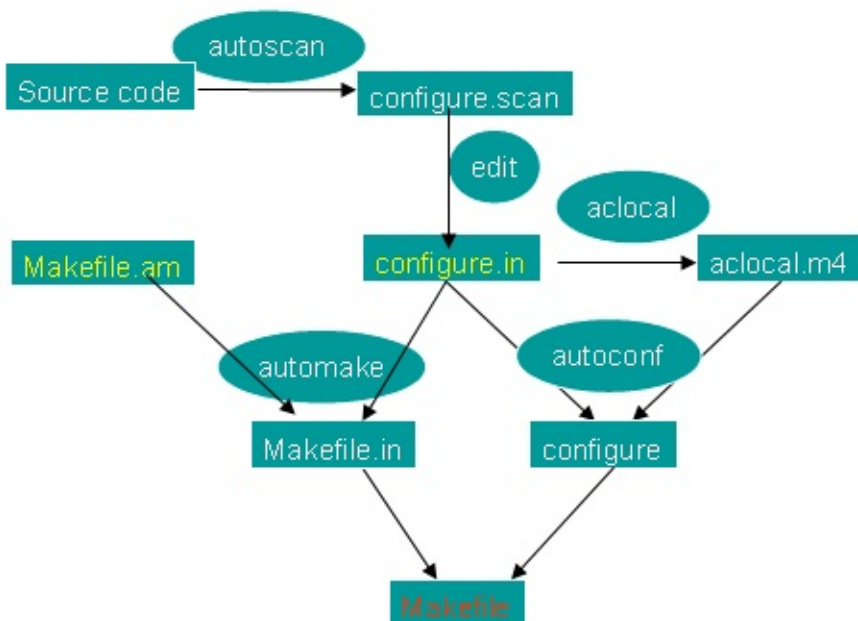 autoscan
Source code
configure.scan
edit
aclocal
Makefile.am
configure.in
aclocal.m4
automake
autoconf
Makefile.in
configure
Makefile